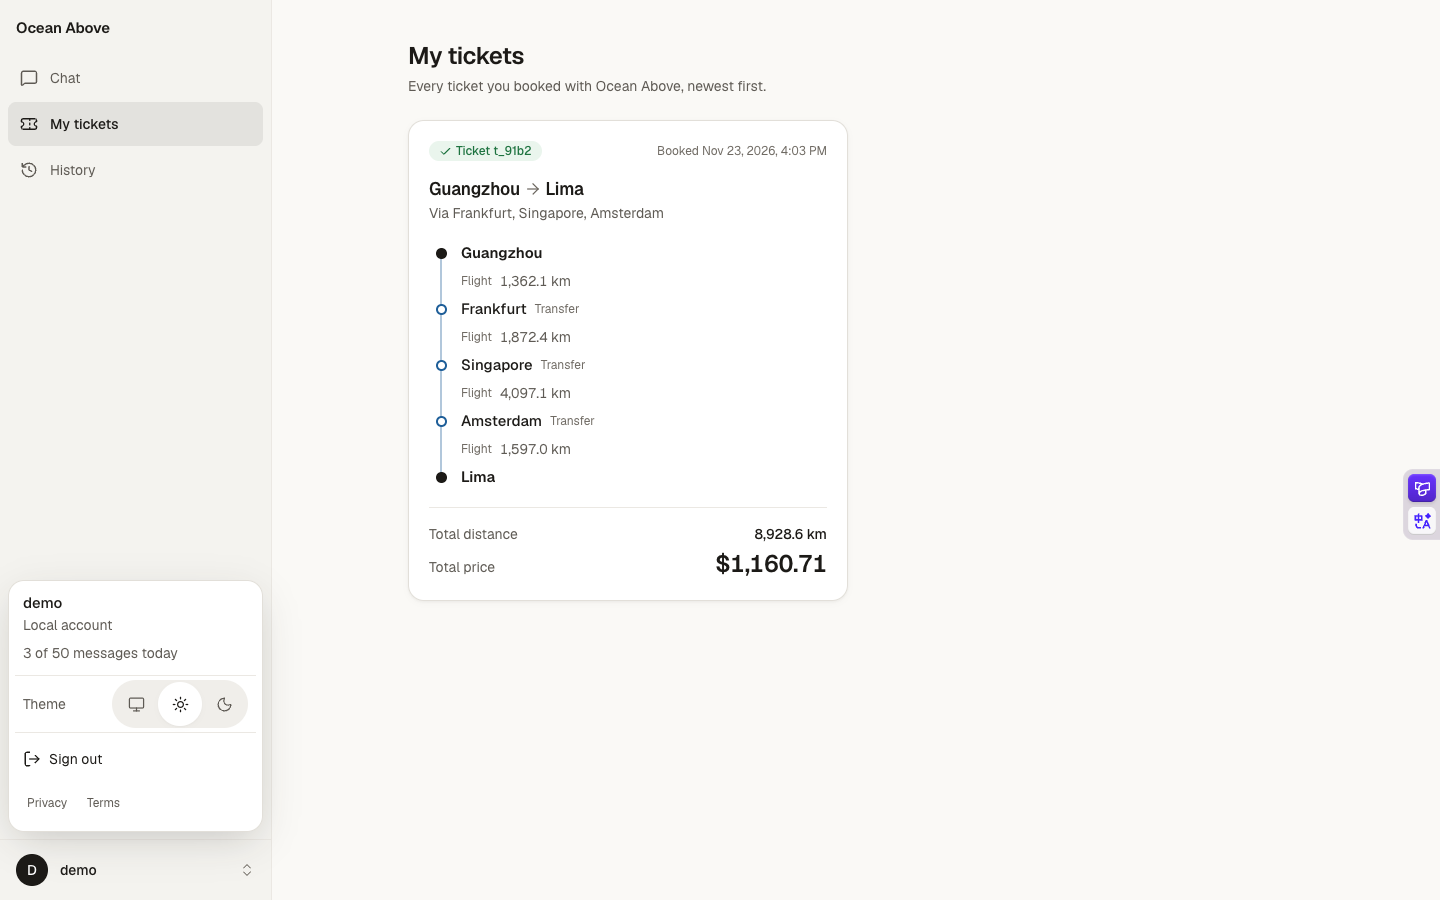 Ocean Above
Chat
My tickets
History
My tickets
Every ticket you booked with Ocean Above, newest first.
Ticket t_91b2
Booked Nov 23, 2026, 4:03 PM
Guangzhou → Lima
Via Frankfurt, Singapore, Amsterdam
Guangzhou
Flight 1,362.1 km
Frankfurt Transfer
Flight 1,872.4 km
Singapore Transfer
Flight 4,097.1 km
Amsterdam Transfer
Flight 1,597.0 km
Lima
Total distance 8,928.6 km
Total price $1,160.71
demo
Local account
3 of 50 messages today
Theme
Sign out
Privacy Terms
D demo
中A